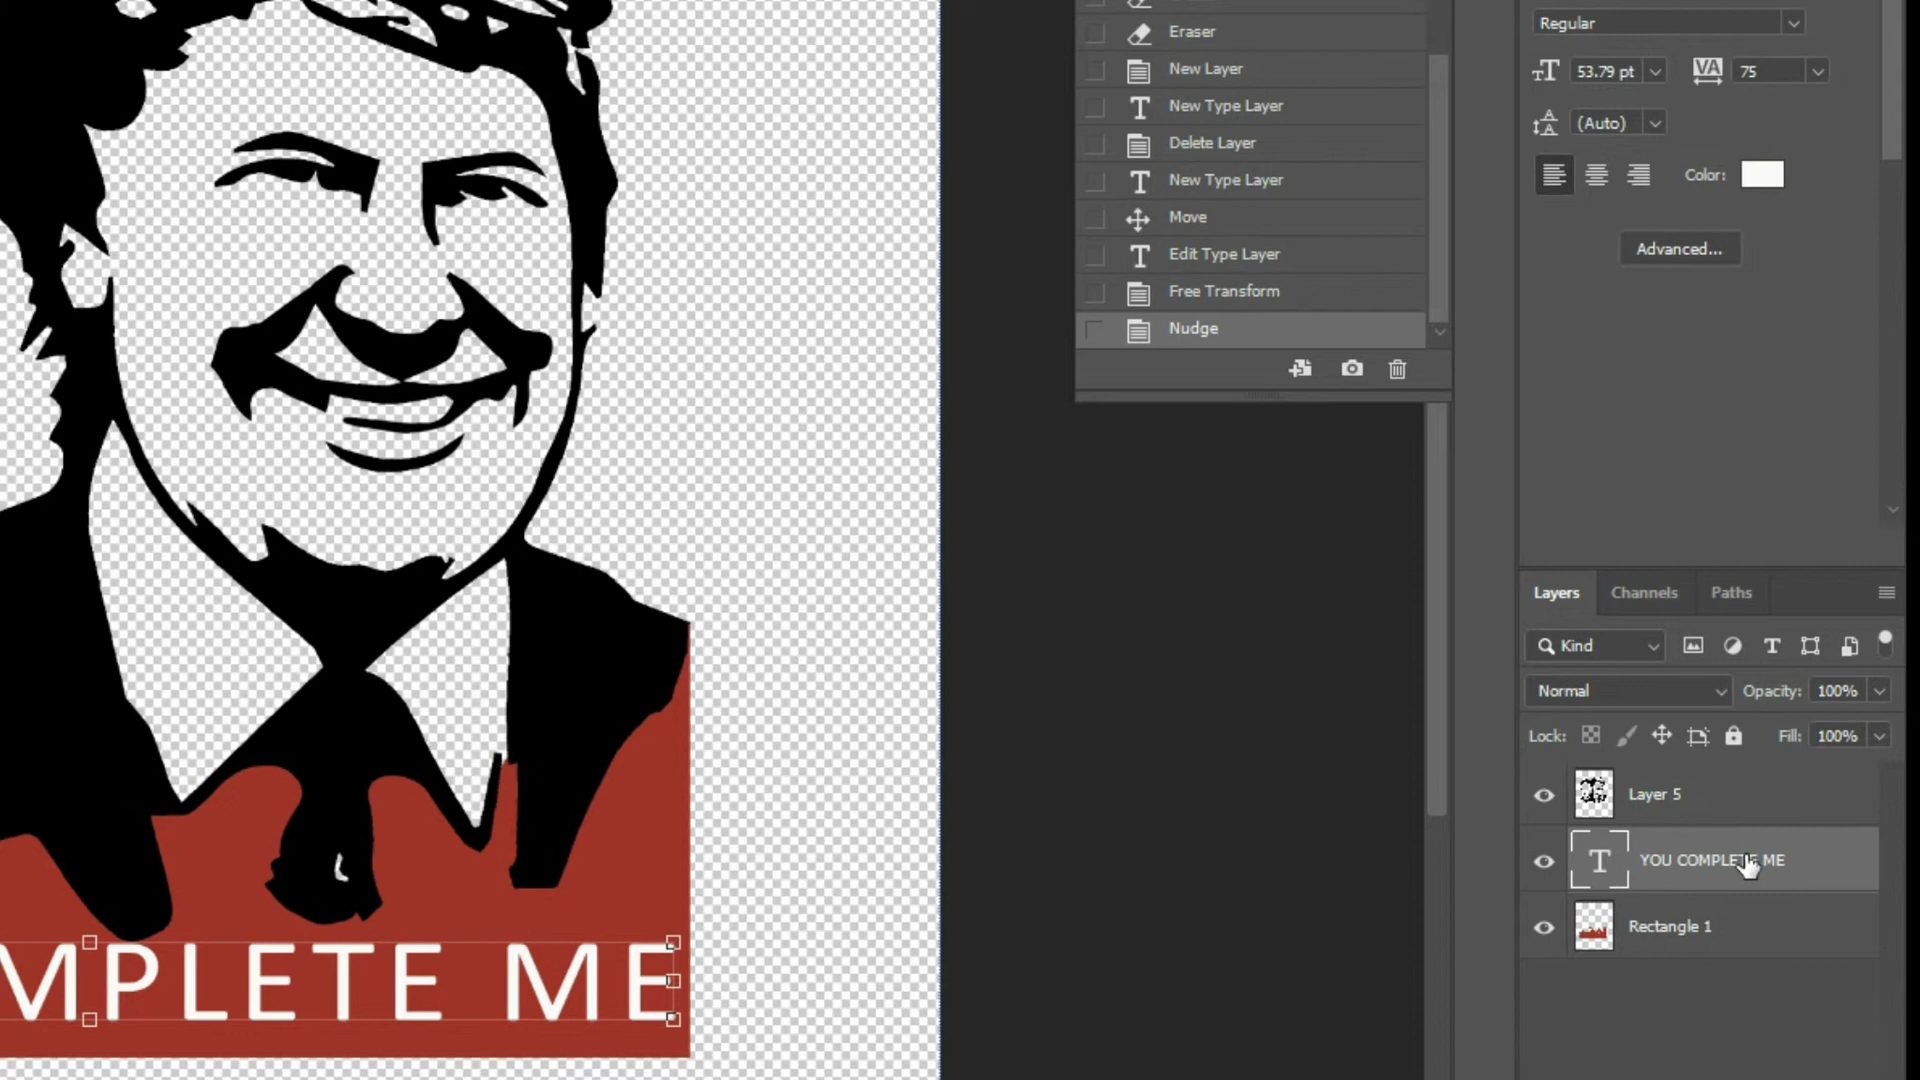 Eraser
New Layer
New Type Layer
Delete Layer
New Type Layer
Move
Edit Type Layer
Free Transform
Nudge
Regular
53.79 pt
75
(Auto)
Color:
Advanced...
Layers
Channels
Paths
Kind
Normal
Opacity: 100%
Lock:
Fill: 100%
Layer 5
YOU COMPLETE ME
Rectangle 1
MPLETE ME